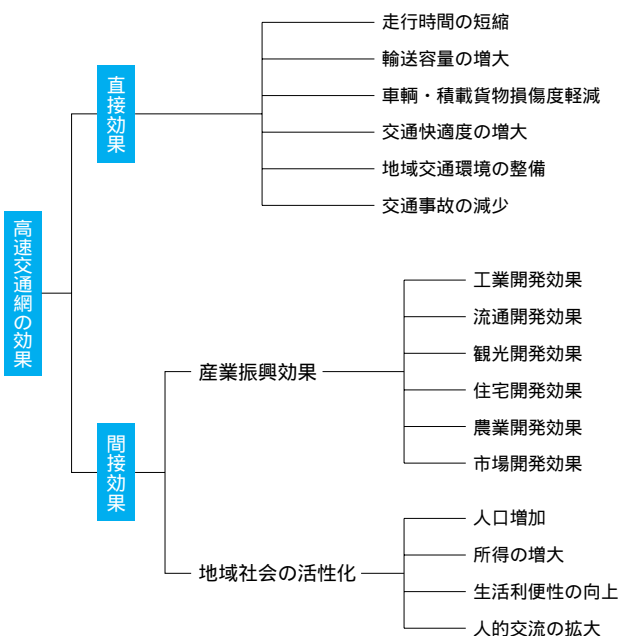 高速交通網の効果
直接効果
走行時間の短縮
輸送容量の増大
車輌・積載貨物損傷度軽減
交通快適度の増大
地域交通環境の整備
交通事故の減少
間接効果
産業振興効果
工業開発効果
流通開発効果
観光開発効果
住宅開発効果
農業開発効果
市場開発効果
地域社会の活性化
人口増加
所得の増大
生活利便性の向上
人的交流の拡大